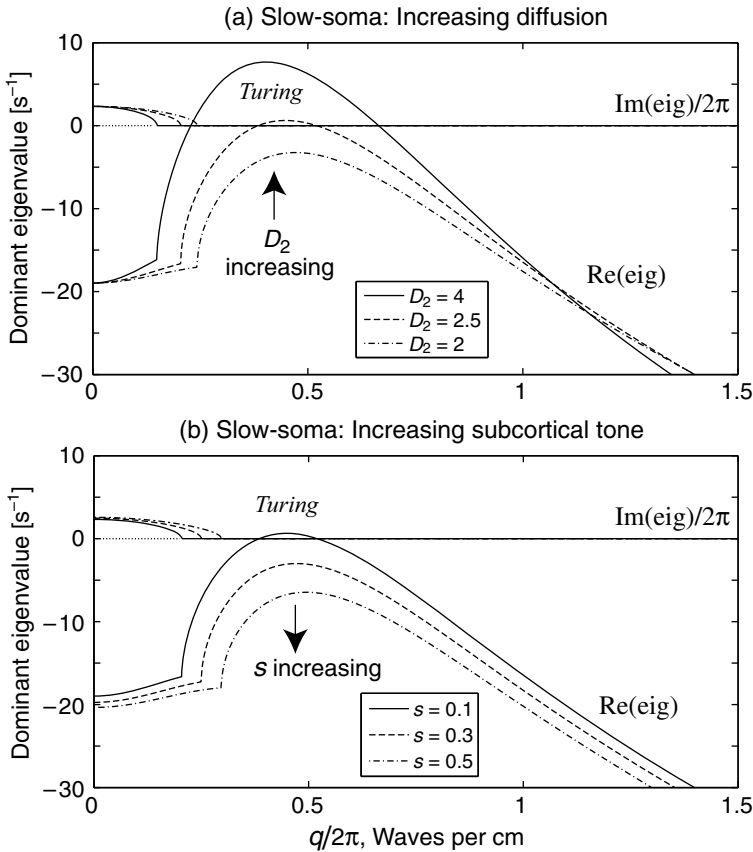 (a) Slow-soma: Increasing diffusion
10
0
−10
−20
−30
Dominant eigenvalue [s⁻¹]
Turing
Im(eig)/2π
D₂
increasing
Re(eig)
D₂ = 4
D₂ = 2.5
D₂ = 2
0
0.5
1
1.5
(b) Slow-soma: Increasing subcortical tone
10
0
−10
−20
−30
Dominant eigenvalue [s⁻¹]
Turing
Im(eig)/2π
s increasing
Re(eig)
s = 0.1
s = 0.3
s = 0.5
0
0.5
1
1.5
q/2π, Waves per cm